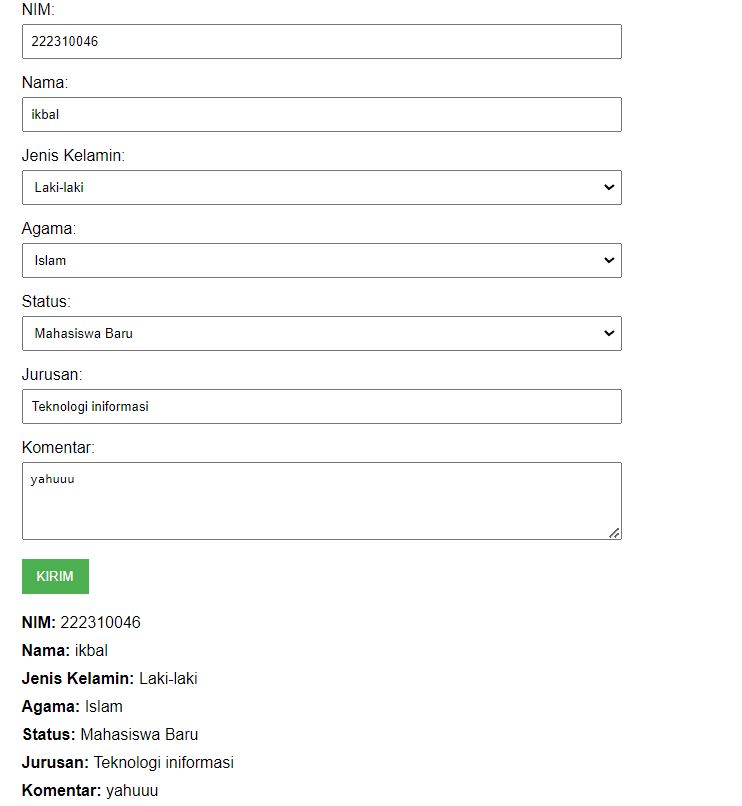 NIM:
222310046
Nama:
ikbal
Jenis Kelamin:
Laki-laki
Agama:
Islam
Status:
Mahasiswa Baru
Jurusan:
Teknologi iniformasi
Komentar:
yahuuu
KIRIM
NIM: 222310046
Nama: ikbal
Jenis Kelamin: Laki-laki
Agama: Islam
Status: Mahasiswa Baru
Jurusan: Teknologi iniformasi
Komentar: yahuuu